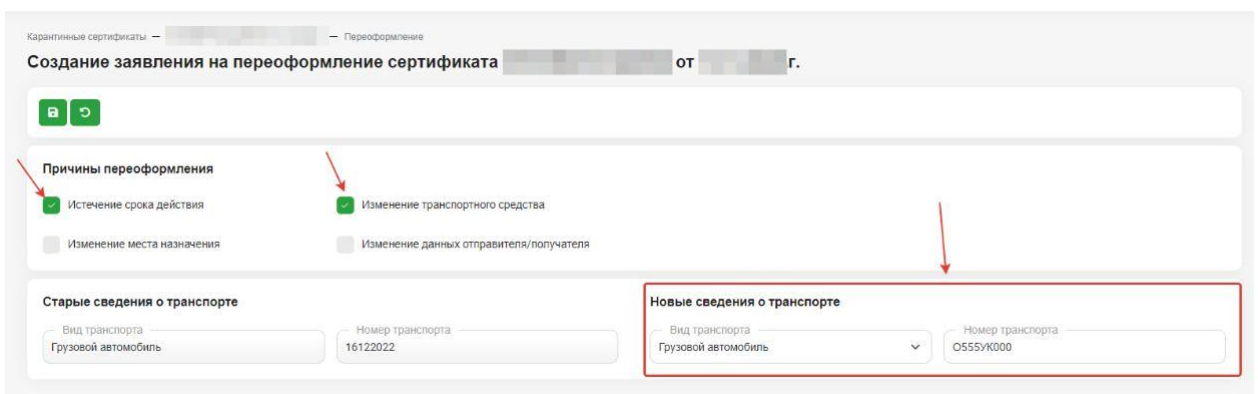 Карантинные сертификаты — — Переоформление
Создание заявления на переоформление сертификата от г.
Причины переоформления
Истечение срока действия Изменение транспортного средства
Изменение места назначения Изменение данных отправителя/получателя
Старые сведения о транспорте Новые сведения о транспорте
Вид транспорта Номер транспорта Вид транспорта Номер транспорта
Грузовой автомобиль 16122022 Грузовой автомобиль О555УК000